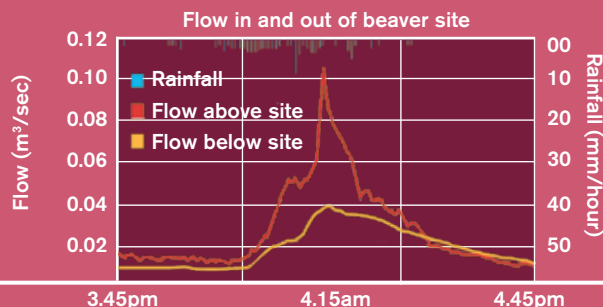 Flow in and out of beaver site
0.12
0.10
0.08
0.06
0.04
0.02
Flow (m³/sec)
Rainfall
Flow above site
Flow below site
00
10
20
30
40
50
Rainfall (mm/hour)
3.45pm
4.15am
4.45pm